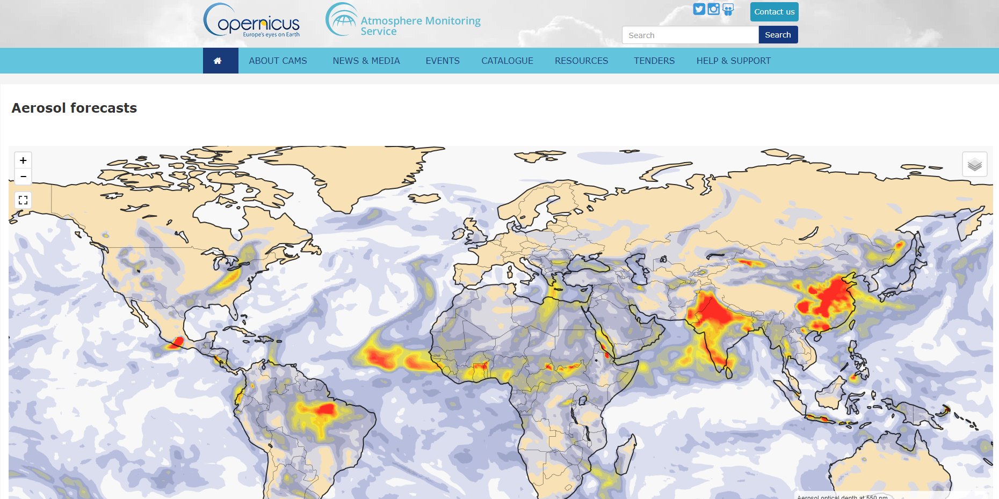 Copernicus
Europe's eyes on Earth
Atmosphere Monitoring
Service
Contact us
Search
Search
ABOUT CAMS
NEWS & MEDIA
EVENTS
CATALOGUE
RESOURCES
TENDERS
HELP & SUPPORT
Aerosol forecasts
+
−
Aerosol optical depth at 550 nm